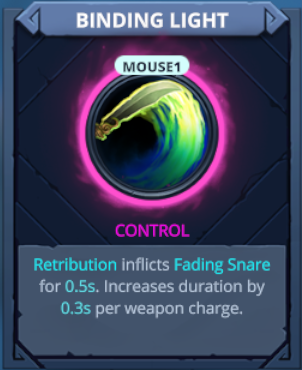 BINDING LIGHT
MOUSE1
CONTROL
Retribution inflicts Fading Snare
for 0.5s. Increases duration by
0.3s per weapon charge.